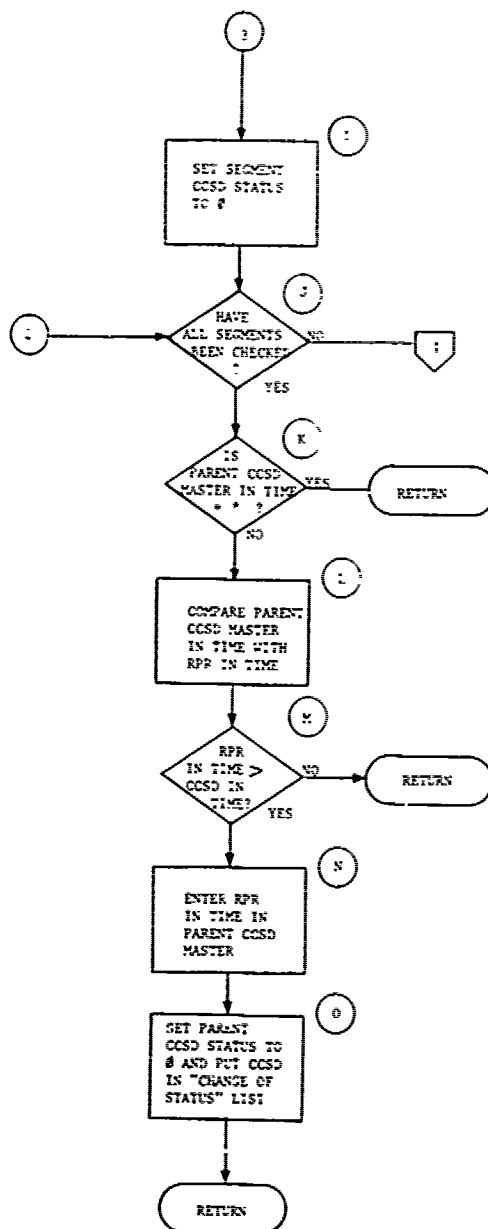 3
I
SET SEGMENT
CCSD STATUS
TO Ø
J
HAVE
ALL SEGMENTS
BEEN CHECKED
?
NO
YES
K
IS
PARENT CCSD
MASTER IN TIME
= * ?
YES
RETURN
NO
L
COMPARE PARENT
CCSD MASTER
IN TIME WITH
RPR IN TIME
M
RPR
IN TIME >
CCSD IN
TIME?
NO
RETURN
YES
N
ENTER RPR
IN TIME IN
PARENT CCSD
MASTER
O
SET PARENT
CCSD STATUS TO
Ø AND PUT CCSD
IN "CHANGE OF
STATUS" LIST
RETURN